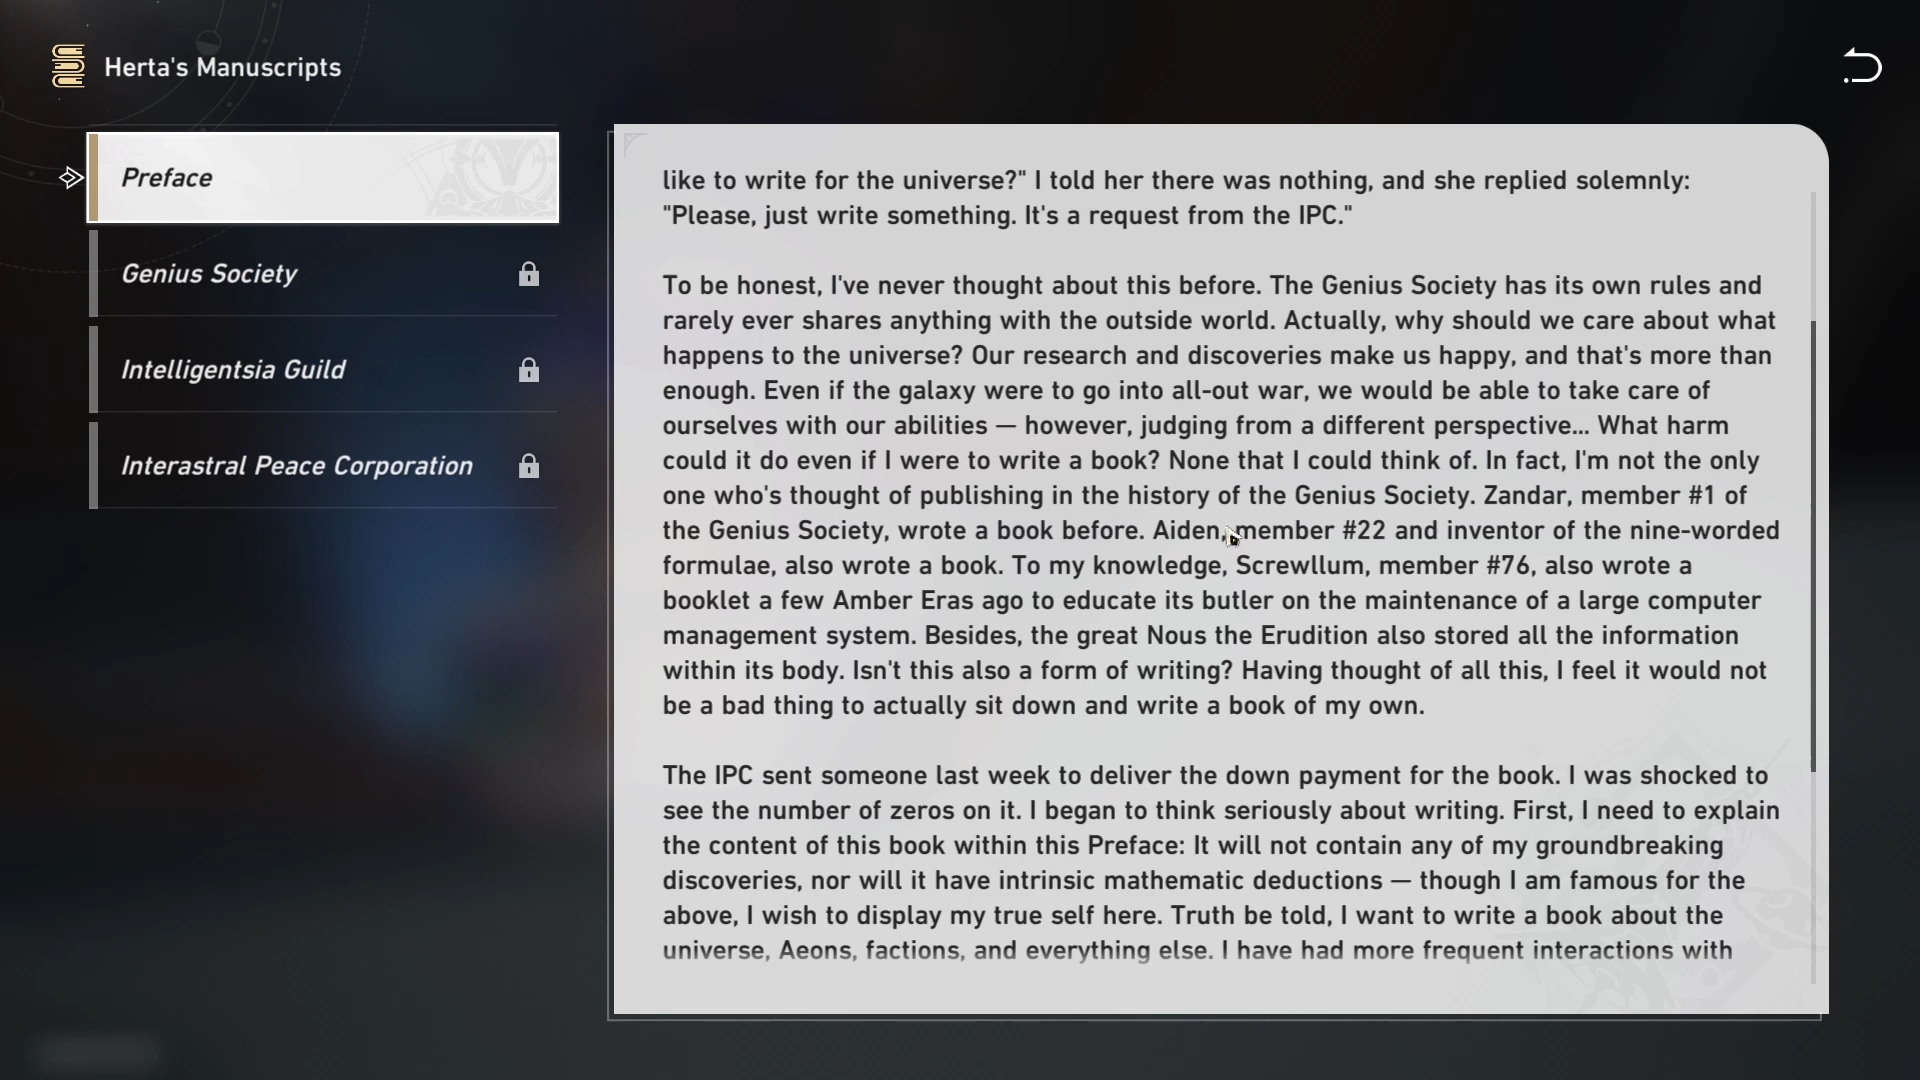 Herta's Manuscripts
Preface
Genius Society
Intelligentsia Guild
Interastral Peace Corporation
like to write for the universe?" I told her there was nothing, and she replied solemnly:
"Please, just write something. It's a request from the IPC."
To be honest, I've never thought about this before. The Genius Society has its own rules and
rarely ever shares anything with the outside world. Actually, why should we care about what
happens to the universe? Our research and discoveries make us happy, and that's more than
enough. Even if the galaxy were to go into all-out war, we would be able to take care of
ourselves with our abilities — however, judging from a different perspective... What harm
could it do even if I were to write a book? None that I could think of. In fact, I'm not the only
one who's thought of publishing in the history of the Genius Society. Zandar, member #1 of
the Genius Society, wrote a book before. Aiden, member #22 and inventor of the nine-worded
formulae, also wrote a book. To my knowledge, Screwllum, member #76, also wrote a
booklet a few Amber Eras ago to educate its butler on the maintenance of a large computer
management system. Besides, the great Nous the Erudition also stored all the information
within its body. Isn't this also a form of writing? Having thought of all this, I feel it would not
be a bad thing to actually sit down and write a book of my own.
The IPC sent someone last week to deliver the down payment for the book. I was shocked to
see the number of zeros on it. I began to think seriously about writing. First, I need to explain
the content of this book within this Preface: It will not contain any of my groundbreaking
discoveries, nor will it have intrinsic mathematic deductions — though I am famous for the
above, I wish to display my true self here. Truth be told, I want to write a book about the
universe, Aeons, factions, and everything else. I have had more frequent interactions with